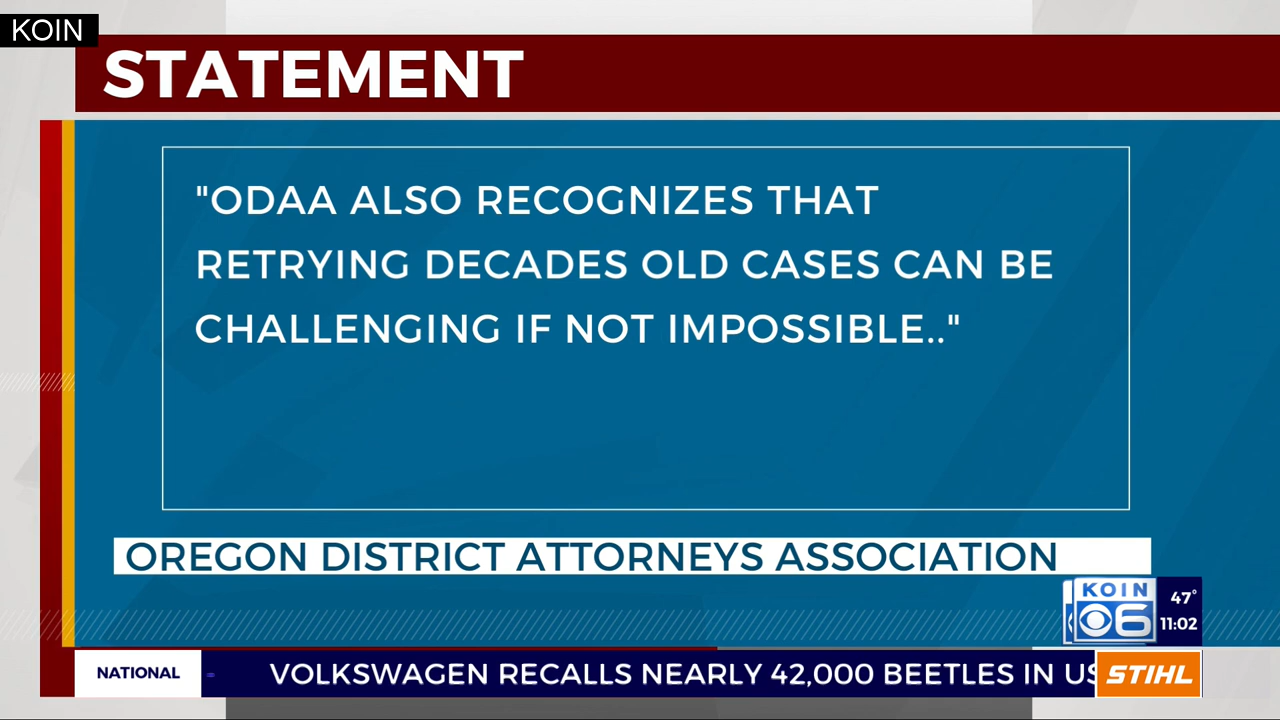 KOIN
STATEMENT
"ODAA ALSO RECOGNIZES THAT
RETRYING DECADES OLD CASES CAN BE
CHALLENGING IF NOT IMPOSSIBLE.."
OREGON DISTRICT ATTORNEYS ASSOCIATION
KOIN
6
47°
11:02
NATIONAL
VOLKSWAGEN RECALLS NEARLY 42,000 BEETLES IN US
STIHL